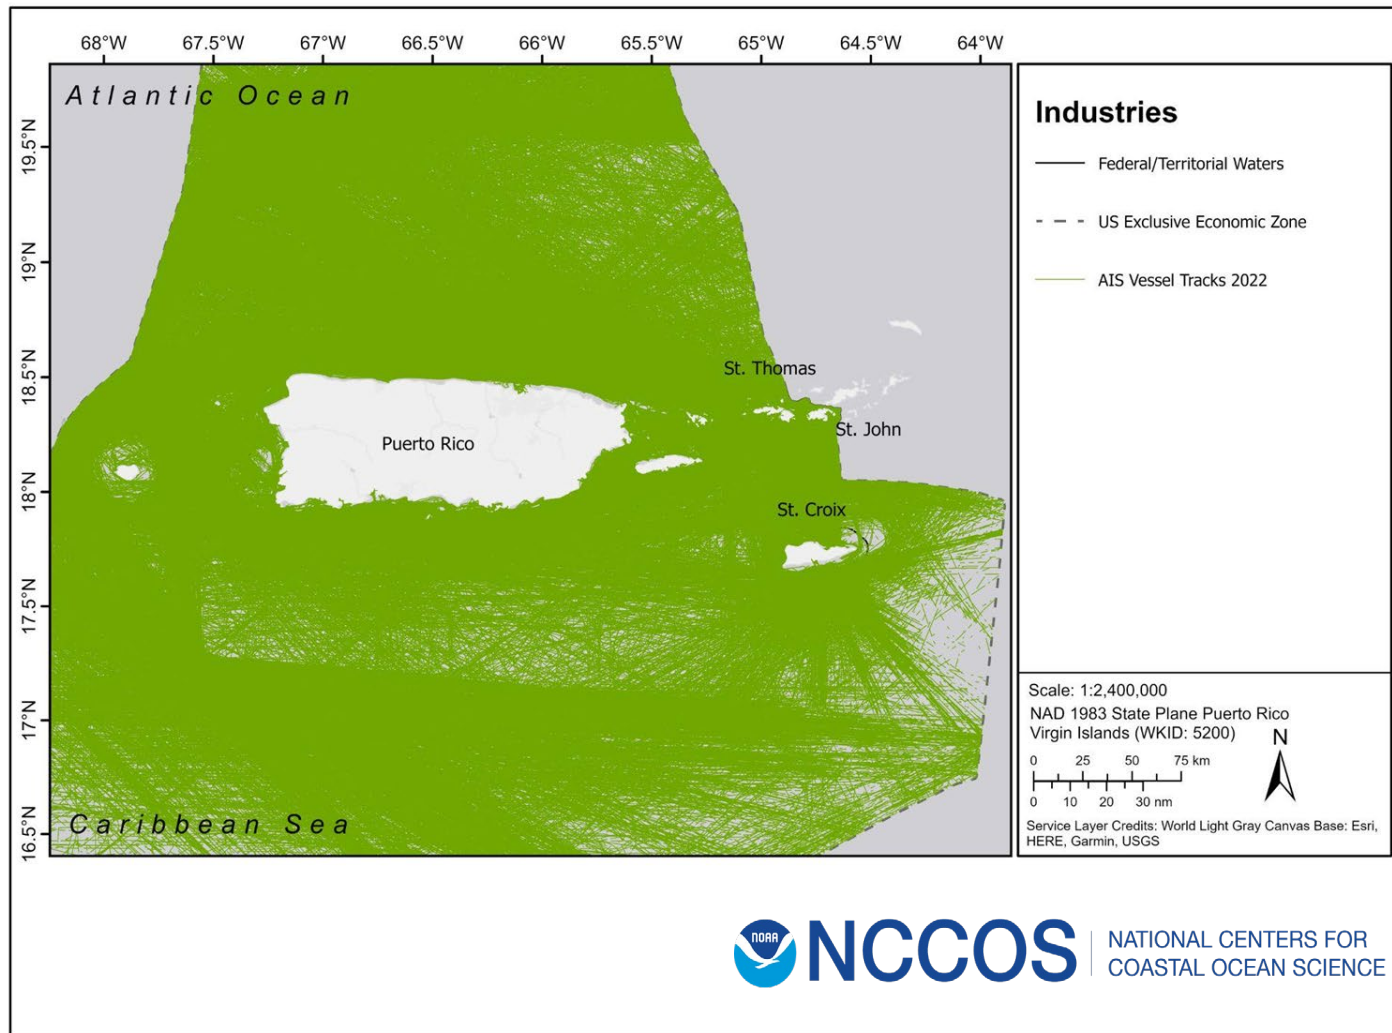 68°W 67.5°W 67°W 66.5°W 66°W 65.5°W 65°W 64.5°W 64°W
Atlantic Ocean
19.5°N
19°N
18.5°N
18°N
17.5°N
17°N
16.5°N
St. Thomas
St. John
Puerto Rico
St. Croix
Caribbean Sea
Industries
Federal/Territorial Waters
US Exclusive Economic Zone
AIS Vessel Tracks 2022
Scale: 1:2,400,000
NAD 1983 State Plane Puerto Rico
Virgin Islands (WKID: 5200)
N
0 25 50 75 km
0 10 20 30 nm
Service Layer Credits: World Light Gray Canvas Base: Esri,
HERE, Garmin, USGS
NOAA
NCCOS
NATIONAL CENTERS FOR
COASTAL OCEAN SCIENCE